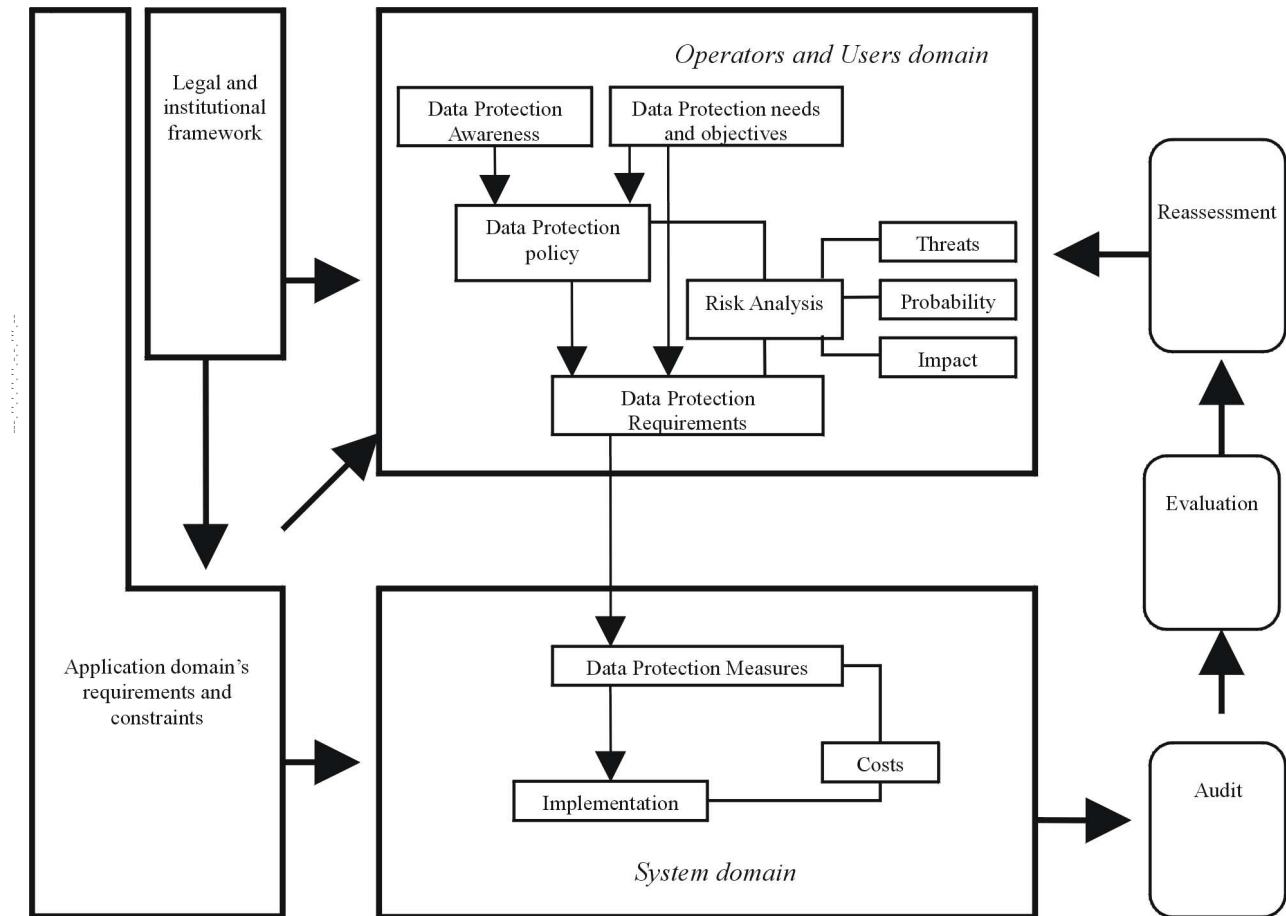 Legal and
institutional
framework
Operators and Users domain
Data Protection
Awareness
Data Protection needs
and objectives
Data Protection
policy
Risk Analysis
Threats
Probability
Impact
Data Protection
Requirements
Reassessment
Evaluation
Application domain’s
requirements and
constraints
Data Protection Measures
Costs
Implementation
System domain
Audit